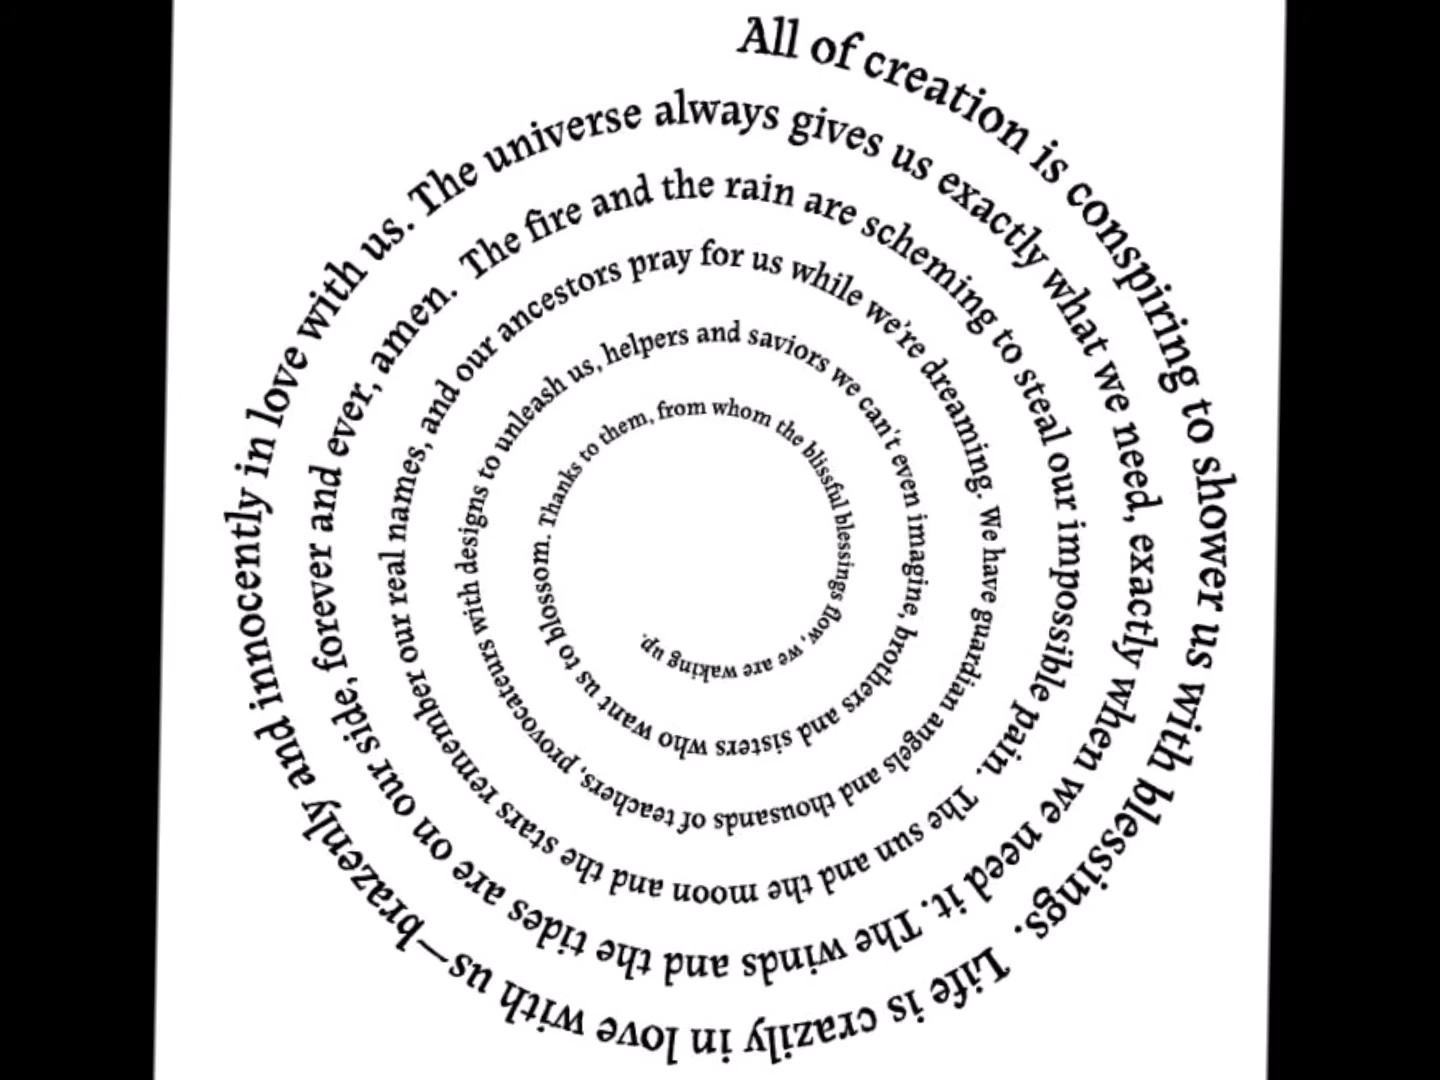 All of creation is conspiring to shower us with blessings. Life is crazily in love with us—brazenly and innocently in love with us. The universe always gives us exactly what we need, exactly when we need it. The winds and the tides are on our side, forever and ever, amen. The fire and the rain are scheming to steal our impossible pain. The sun and the moon and the stars remember our real names, and our ancestors pray for us while we're dreaming. We have guardian angels and thousands of teachers, provocateurs with designs to unleash us, helpers and saviors we can't even imagine, brothers and sisters who want us to blossom. Thanks to them, from whom the blissful blessings flow, we are waking up.